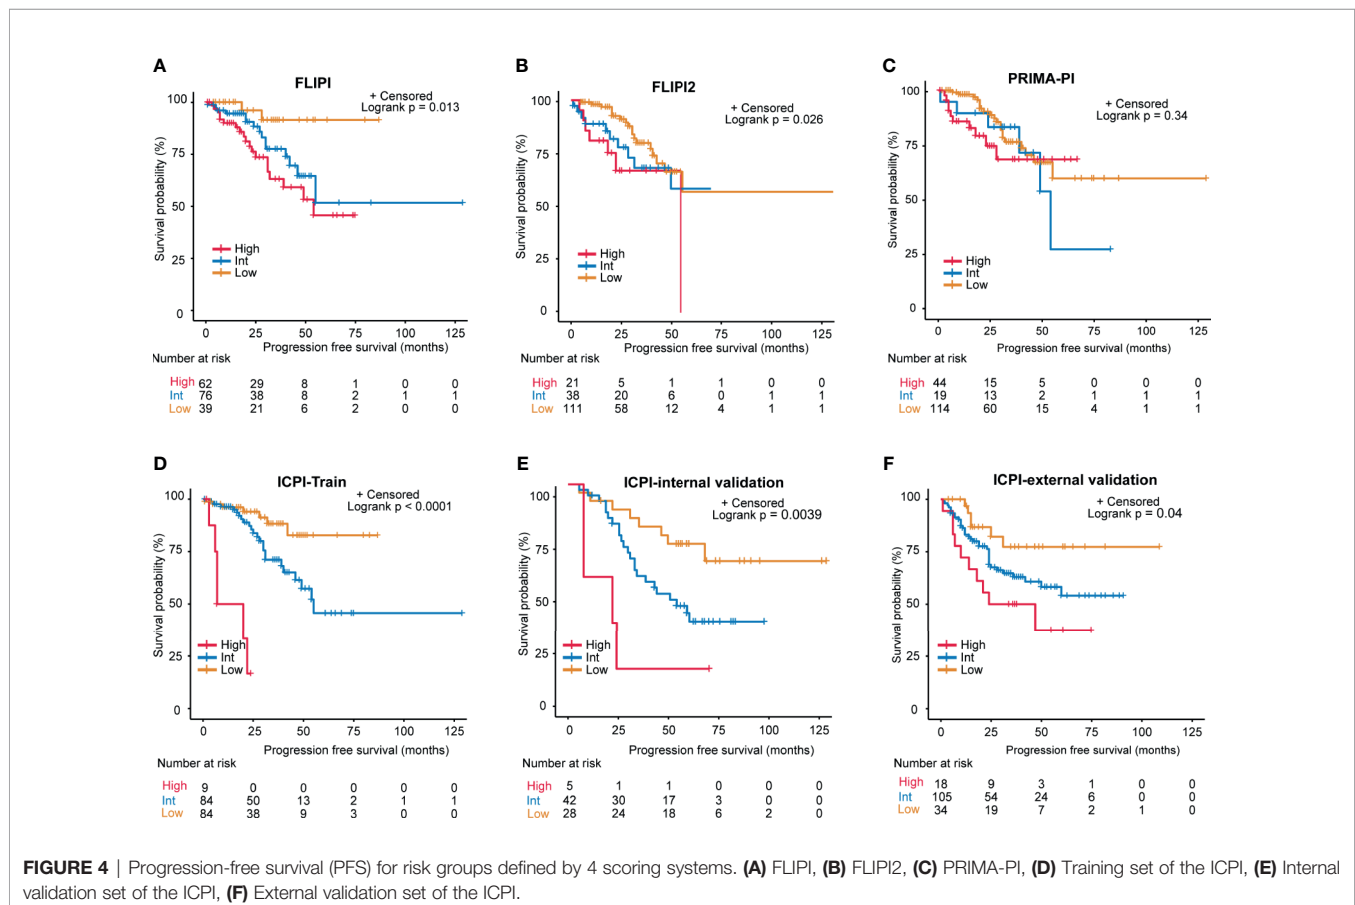 A
FLIPI
+ Censored
Logrank p = 0.013
Survival probability (%)
100
75
50
25
0
High
Int
Low
0 25 50 75 100 125
Progression free survival (months)
Number at risk
High 62 29 8 1 0 0
Int 76 38 8 2 1 1
Low 39 21 6 2 0 0
B
FLIPI2
+ Censored
Logrank p = 0.026
Survival probability (%)
100
75
50
25
0
High
Int
Low
0 25 50 75 100 125
Progression free survival (months)
Number at risk
High 21 5 1 1 0 0
Int 38 20 6 0 1 1
Low 111 58 12 4 1 1
C
PRIMA-PI
+ Censored
Logrank p = 0.34
Survival probability (%)
100
75
50
25
0
High
Int
Low
0 25 50 75 100 125
Progression free survival (months)
Number at risk
High 44 15 5 0 0 0
Int 19 13 2 1 1 1
Low 114 60 15 4 1 1
D
ICPI-Train
+ Censored
Logrank p < 0.0001
Survival probability (%)
100
75
50
25
0
High
Int
Low
0 25 50 75 100 125
Progression free survival (months)
Number at risk
High 9 0 0 0 0 0
Int 84 50 13 2 1 1
Low 84 38 9 3 0 0
E
ICPI-internal validation
+ Censored
Logrank p = 0.0039
Survival probability (%)
100
75
50
25
0
High
Int
Low
0 25 50 75 100 125
Progression free survival (months)
Number at risk
High 5 1 1 0 0 0
Int 42 30 17 3 0 0
Low 28 24 18 6 2 0
F
ICPI-external validation
+ Censored
Logrank p = 0.04
Survival probability (%)
100
75
50
25
0
High
Int
Low
0 25 50 75 100 125
Progression free survival (months)
Number at risk
High 18 9 3 1 0 0
Int 105 54 24 6 0 0
Low 34 19 7 2 1 0
FIGURE 4 | Progression-free survival (PFS) for risk groups defined by 4 scoring systems. (A) FLIPI, (B) FLIPI2, (C) PRIMA-PI, (D) Training set of the ICPI, (E) Internal
validation set of the ICPI, (F) External validation set of the ICPI.